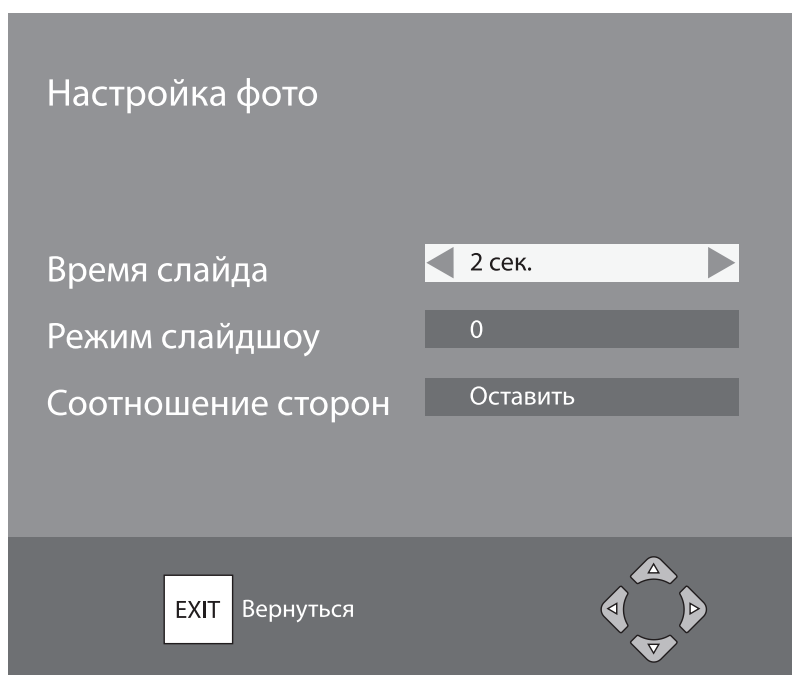 Настройка фото
Время слайда 2 сек.
Режим слайдшоу 0
Соотношение сторон Оставить
EXIT Вернуться